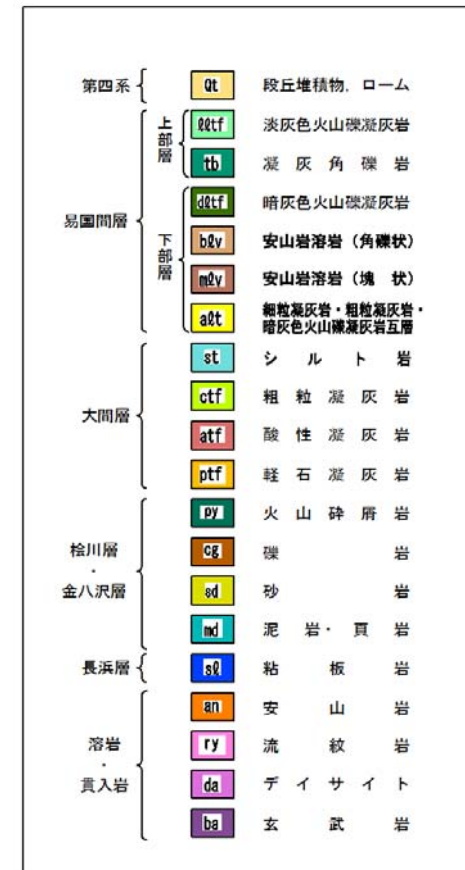 第四系 Qt 段丘堆積物，ローム
易国間層 上部層 lltf 淡灰色火山礫凝灰岩
tb 凝灰角礫岩
下部層 dltf 暗灰色火山礫凝灰岩
blv 安山岩溶岩（角礫状）
mlv 安山岩溶岩（塊 状）
alt 細粒凝灰岩・粗粒凝灰岩・
暗灰色火山礫凝灰岩互層
大間層 st シルト岩
ctf 粗粒凝灰岩
atf 酸性凝灰岩
ptf 軽石凝灰岩
桧川層・金八沢層 py 火山砕屑岩
cg 礫岩
sd 砂岩
md 泥岩・頁岩
長浜層 sl 粘板岩
溶岩・貫入岩 an 安山岩
ry 流紋岩
da デイサイト
ba 玄武岩